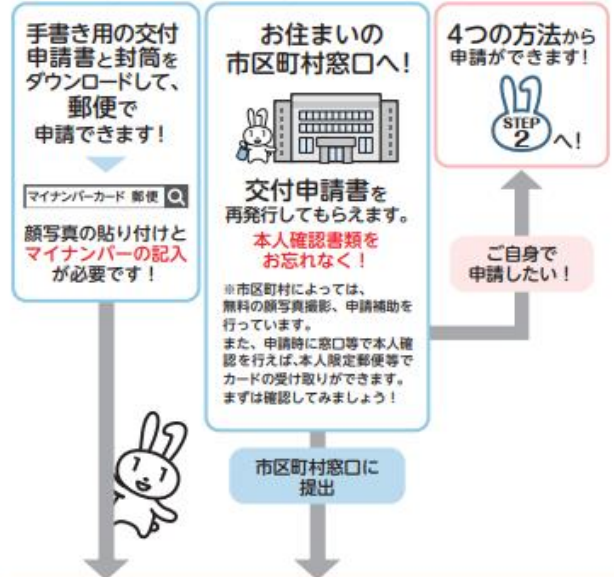 手書き用の交付
申請書と封筒を
ダウンロードして、
郵便で
申請できます！
マイナンバーカード 郵便
顔写真の貼り付けと
マイナンバーの記入
が必要です！
お住まいの
市区町村窓口へ！
交付申請書を
再発行してもらえます。
本人確認書類を
お忘れなく！
※市区町村によっては、
無料の顔写真撮影、申請補助を
行っています。
また、申請時に窓口等で本人確
認を行えば、本人限定郵便等で
カードの受け取りができます。
まずは確認してみましょう！
市区町村窓口に
提出
4つの方法から
申請ができます！
STEP
2
へ！
ご自身で
申請したい！